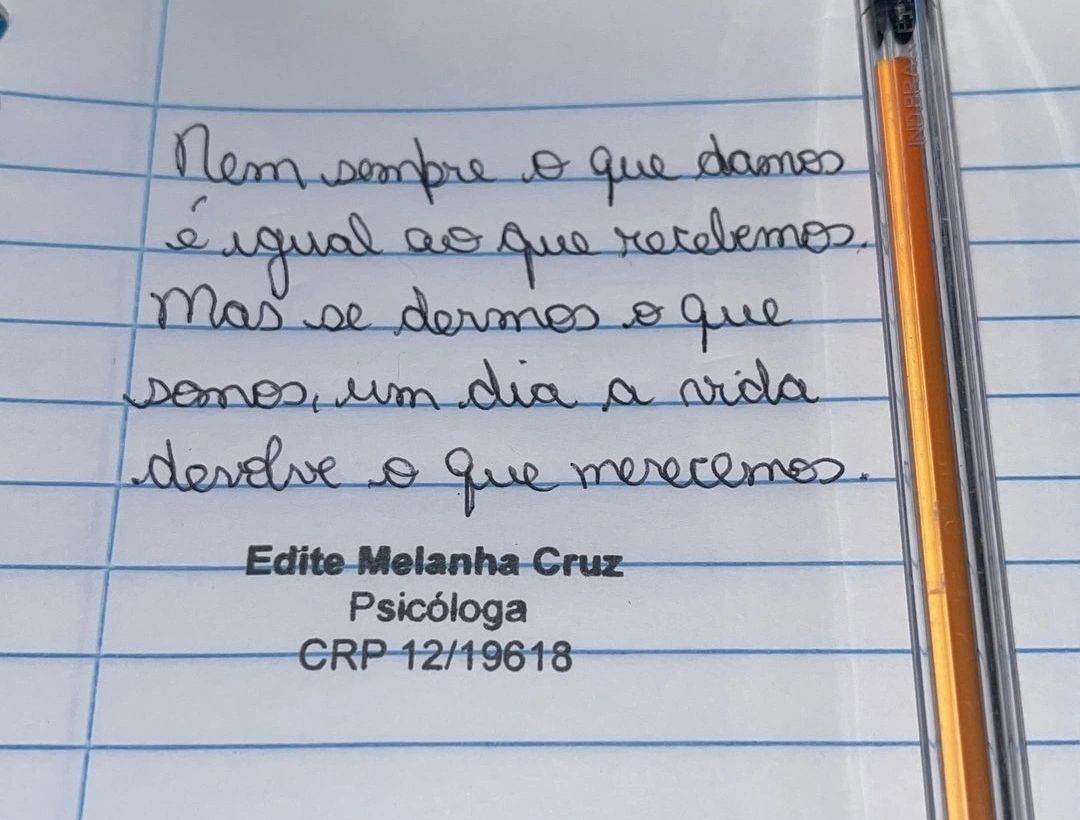 Nem sempre o que damos
é igual ao que recebemos.
Mas se dermos o que
somos, um dia a vida
devolve o que merecemos.
Edite Melanha Cruz
Psicóloga
CRP 12/19618